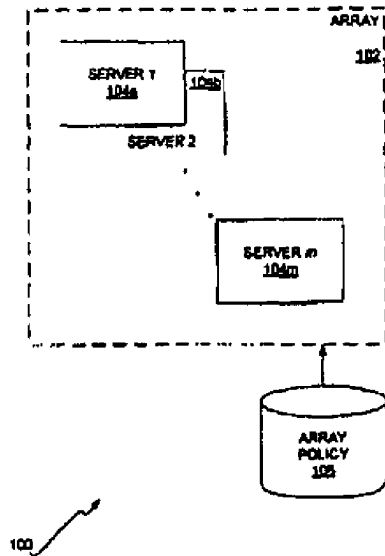 ARRAY
102
SERVER 1
104a
104b
SERVER 2
SERVER m
104m
ARRAY
POLICY
105
100